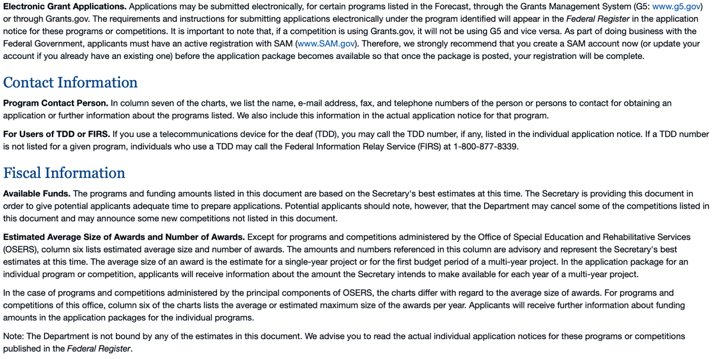 Electronic Grant Applications. Applications may be submitted electronically, for certain programs listed in the Forecast, through the Grants Management System (G5: www.g5.gov)
or through Grants.gov. The requirements and instructions for submitting applications electronically under the program identified will appear in the Federal Register in the application
notice for these programs or competitions. It is important to note that, if a competition is using Grants.gov, it will not be using G5 and vice versa. As part of doing business with the
Federal Government, applicants must have an active registration with SAM (www.SAM.gov). Therefore, we strongly recommend that you create a SAM account now (or update your
account if you already have an existing one) before the application package becomes available so that once the package is posted, your registration will be complete.
Contact Information
Program Contact Person. In column seven of the charts, we list the name, e-mail address, fax, and telephone numbers of the person or persons to contact for obtaining an
application or further information about the programs listed. We also include this information in the actual application notice for that program.
For Users of TDD or FIRS. If you use a telecommunications device for the deaf (TDD), you may call the TDD number, if any, listed in the individual application notice. If a TDD number
is not listed for a given program, individuals who use a TDD may call the Federal Information Relay Service (FIRS) at 1-800-877-8339.
Fiscal Information
Available Funds. The programs and funding amounts listed in this document are based on the Secretary's best estimates at this time. The Secretary is providing this document in
order to give potential applicants adequate time to prepare applications. Potential applicants should note, however, that the Department may cancel some of the competitions listed in
this document and may announce some new competitions not listed in this document.
Estimated Average Size of Awards and Number of Awards. Except for programs and competitions administered by the Office of Special Education and Rehabilitative Services
(OSERS), column six lists estimated average size and number of awards. The amounts and numbers referenced in this column are advisory and represent the Secretary's best
estimates at this time. The average size of an award is the estimate for a single-year project or for the first budget period of a multi-year project. In the application package for an
individual program or competition, applicants will receive information about the amount the Secretary intends to make available for each year of a multi-year project.
In the case of programs and competitions administered by the principal components of OSERS, the charts differ with regard to the average size of awards. For programs and
competitions of this office, column six of the charts lists the average or estimated maximum size of the awards per year. Applicants will receive further information about funding
amounts in the application packages for the individual programs.
Note: The Department is not bound by any of the estimates in this document. We advise you to read the actual individual application notices for these programs or competitions
published in the Federal Register.